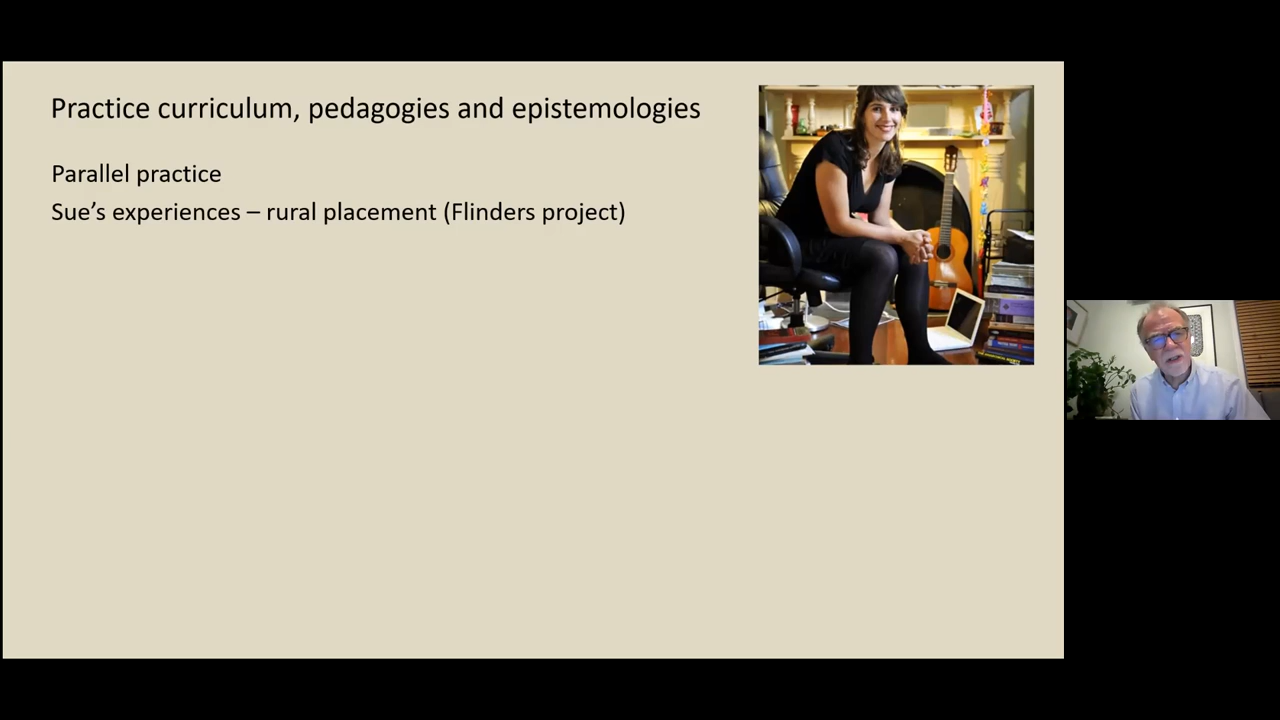 Practice curriculum, pedagogies and epistemologies
Parallel practice
Sue’s experiences – rural placement (Flinders project)